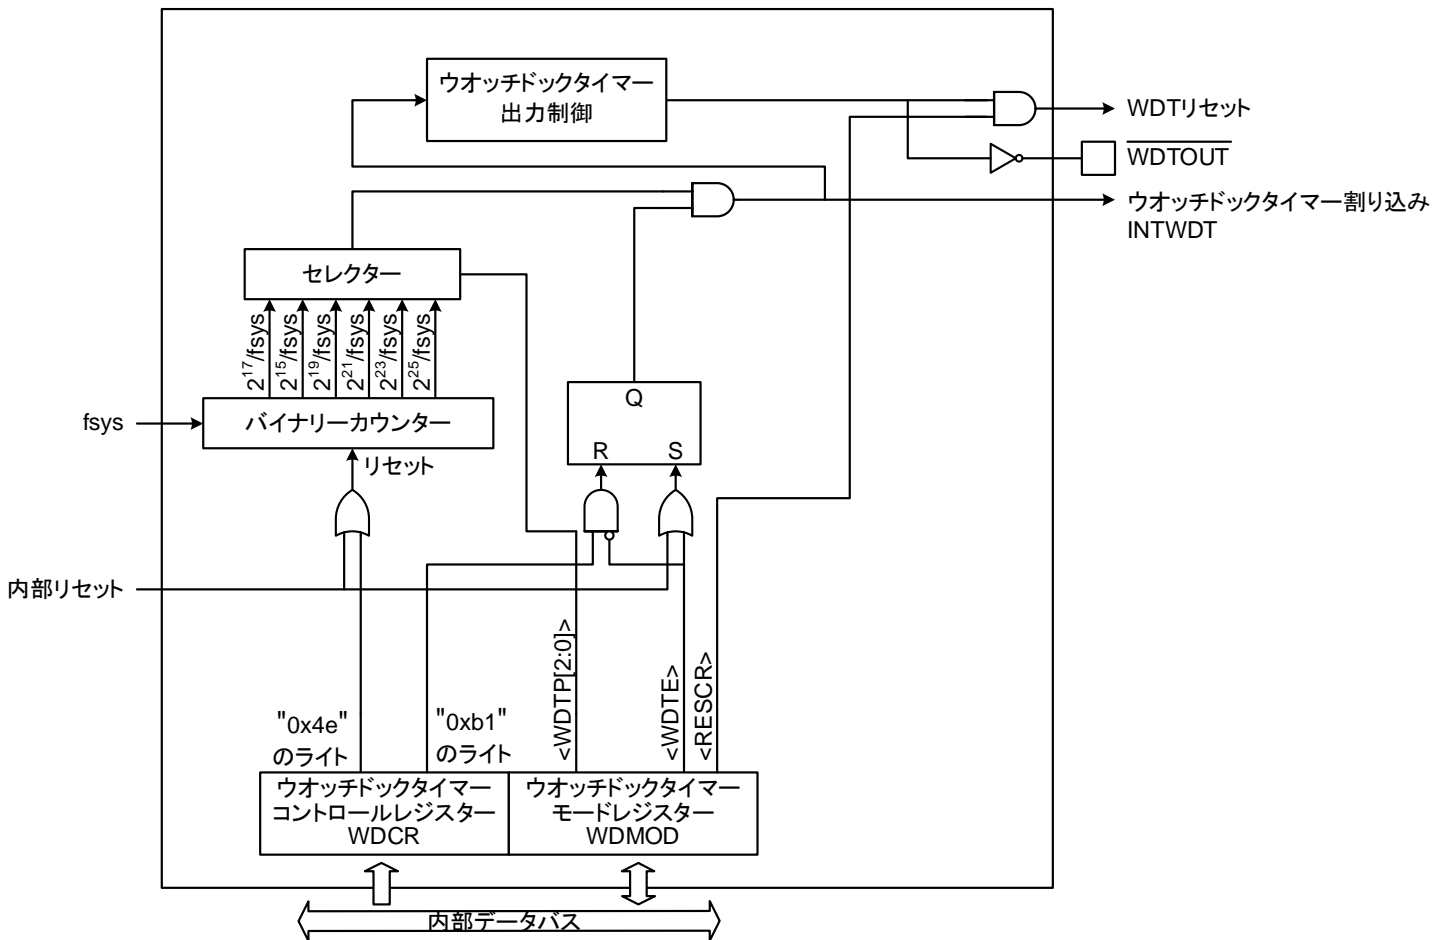 ウオッチドックタイマー
出力制御
WDTリセット
WDTOUT
ウオッチドックタイマー割り込み
INTWDT
セレクター
2^17/fsys
2^15/fsys
2^19/fsys
2^21/fsys
2^23/fsys
2^25/fsys
fsys
バイナリーカウンター
リセット
Q
R
S
内部リセット
"0x4e"
のライト
"0xb1"
のライト
<WDTP[2:0]>
<WDTE>
<RESCR>
ウオッチドックタイマー
コントロールレジスター
WDCR
ウオッチドックタイマー
モードレジスター
WDMOD
内部データバス